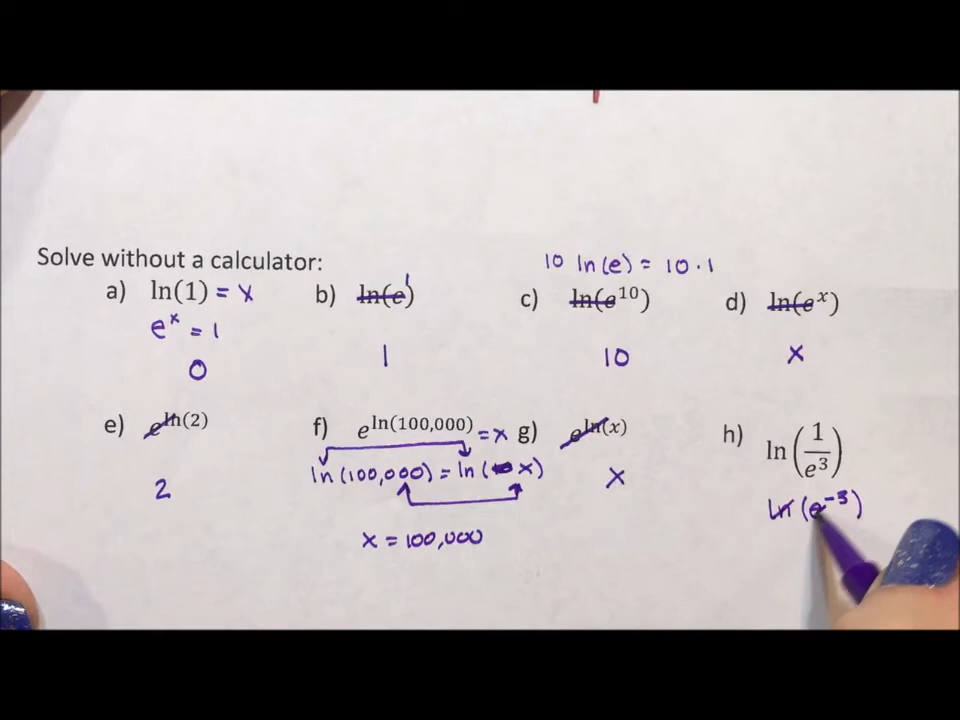 Solve without a calculator:
10 ln(e) = 10·1
a) ln(1) = x
b) ln(e¹)
c) ln(e¹⁰)
d) ln(eˣ)
eˣ = 1
0
1
10
x
e) e^ln(2)
f) e^ln(100,000) = x
g) e^ln(x)
h) ln(1/e³)
2
ln(100,000) = ln(x)
x
ln(e⁻³)
x = 100,000